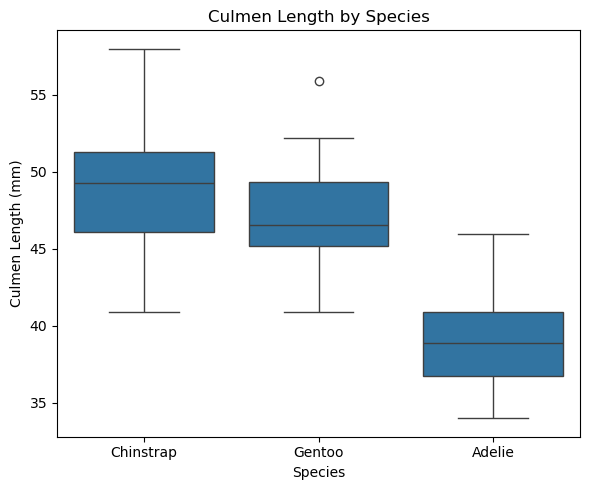 Culmen Length by Species
Culmen Length (mm)
55
50
45
40
35
Chinstrap
Gentoo
Adelie
Species